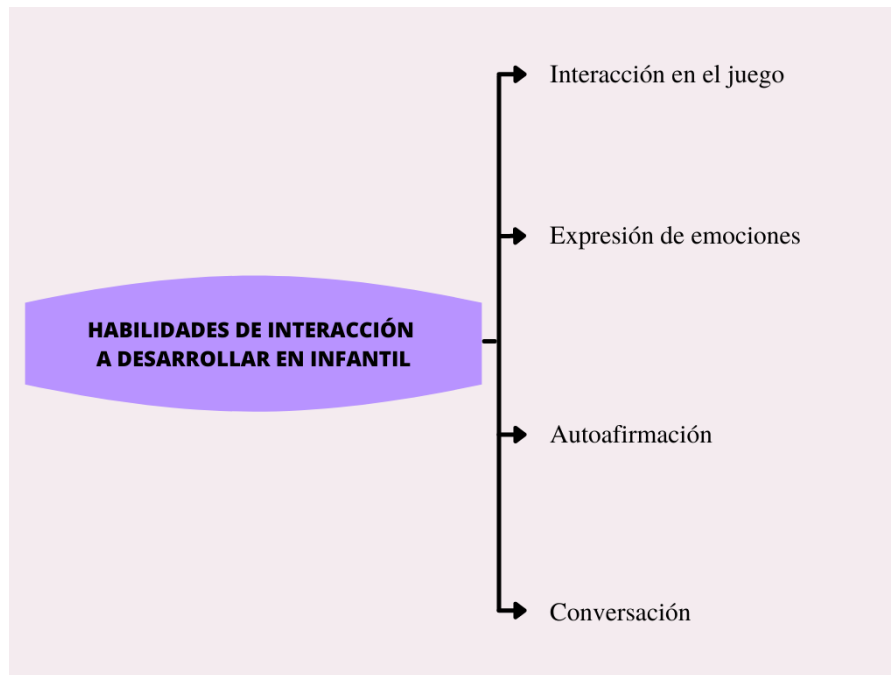 HABILIDADES DE INTERACCIÓN
A DESARROLLAR EN INFANTIL
Interacción en el juego
Expresión de emociones
Autoafirmación
Conversación